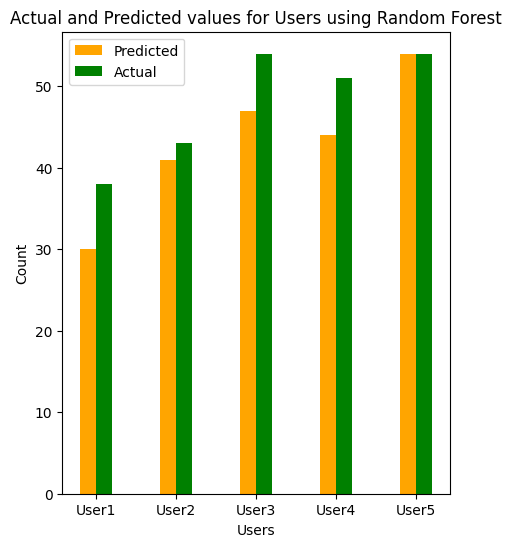 Actual and Predicted values for Users using Random Forest
Predicted
Actual
50
40
30
20
10
0
Count
User1 User2 User3 User4 User5
Users